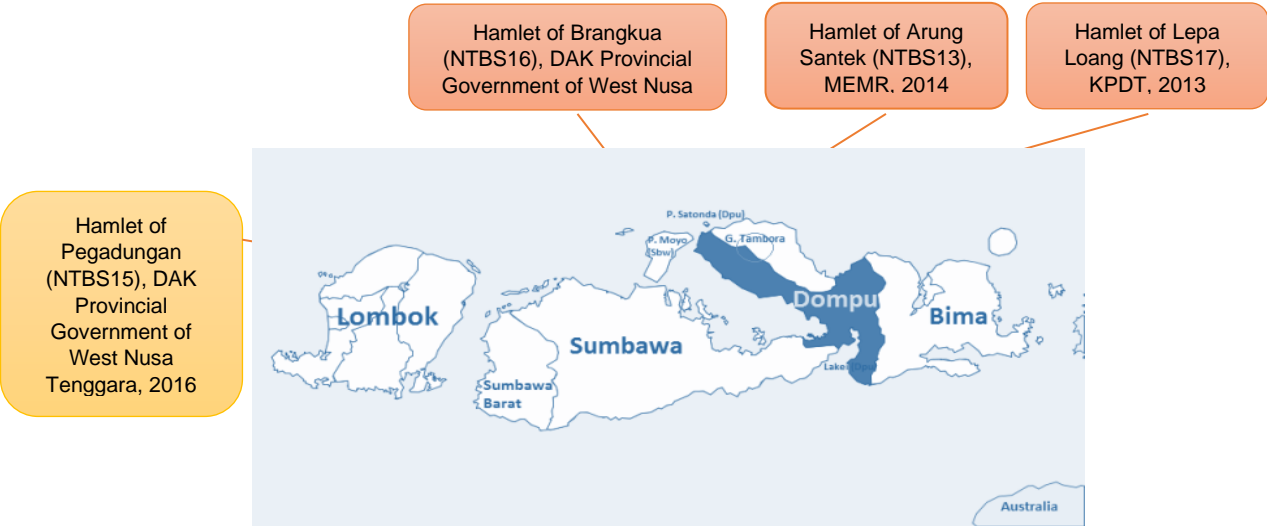 Hamlet of Brangkua
(NTBS16), DAK Provincial
Government of West Nusa
Hamlet of Arung
Santek (NTBS13),
MEMR, 2014
Hamlet of Lepa
Loang (NTBS17),
KPDT, 2013
Hamlet of
Pegadungan
(NTBS15), DAK
Provincial
Government of
West Nusa
Tenggara, 2016
P. Satonda (Dpu)
P. Moyo
(Sbw)
G. Tambora
Lombok
Dompu
Bima
Sumbawa
Lakei (Dpu)
Sumbawa
Barat
Australia